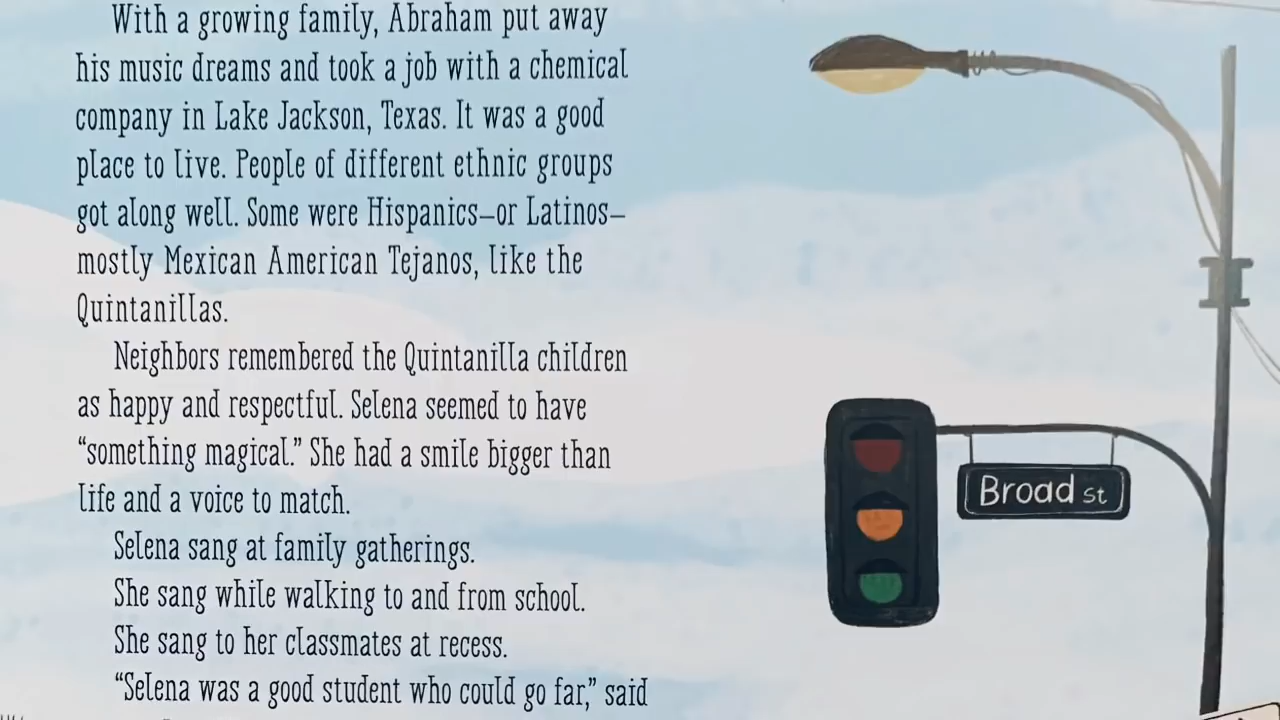 With a growing family, Abraham put away
his music dreams and took a job with a chemical
company in Lake Jackson, Texas. It was a good
place to live. People of different ethnic groups
got along well. Some were Hispanics—or Latinos—
mostly Mexican American Tejanos, like the
Quintanillas.
Neighbors remembered the Quintanilla children
as happy and respectful. Selena seemed to have
“something magical.” She had a smile bigger than
life and a voice to match.
Selena sang at family gatherings.
She sang while walking to and from school.
She sang to her classmates at recess.
“Selena was a good student who could go far,” said
Broad St